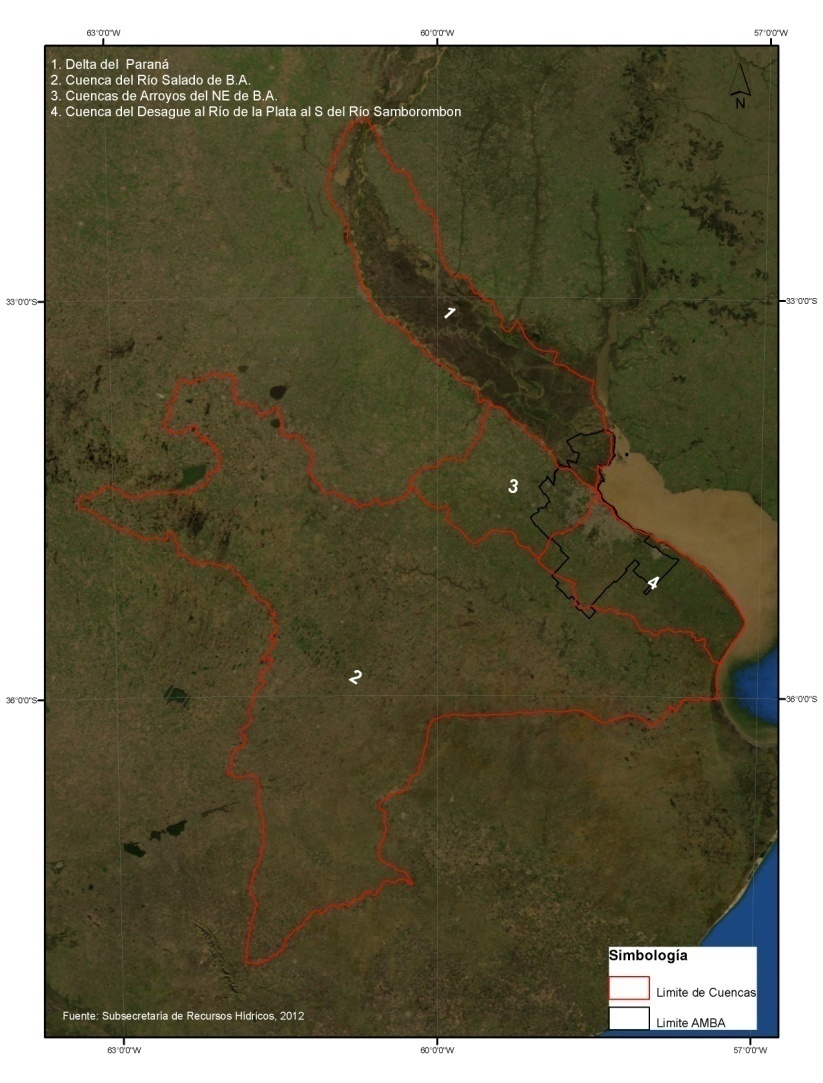 63°0'0"W
60°0'0"W
57°0'0"W
1. Delta del Paraná
2. Cuenca del Río Salado de B.A.
3. Cuencas de Arroyos del NE de B.A.
4. Cuenca del Desague al Río de la Plata al S del Río Samborombon
N
33°0'0"S
33°0'0"S
1
3
4
2
36°0'0"S
36°0'0"S
Simbología
Limite de Cuencas
Limite AMBA
Fuente: Subsecretaria de Recursos Hídricos, 2012
63°0'0"W
60°0'0"W
57°0'0"W